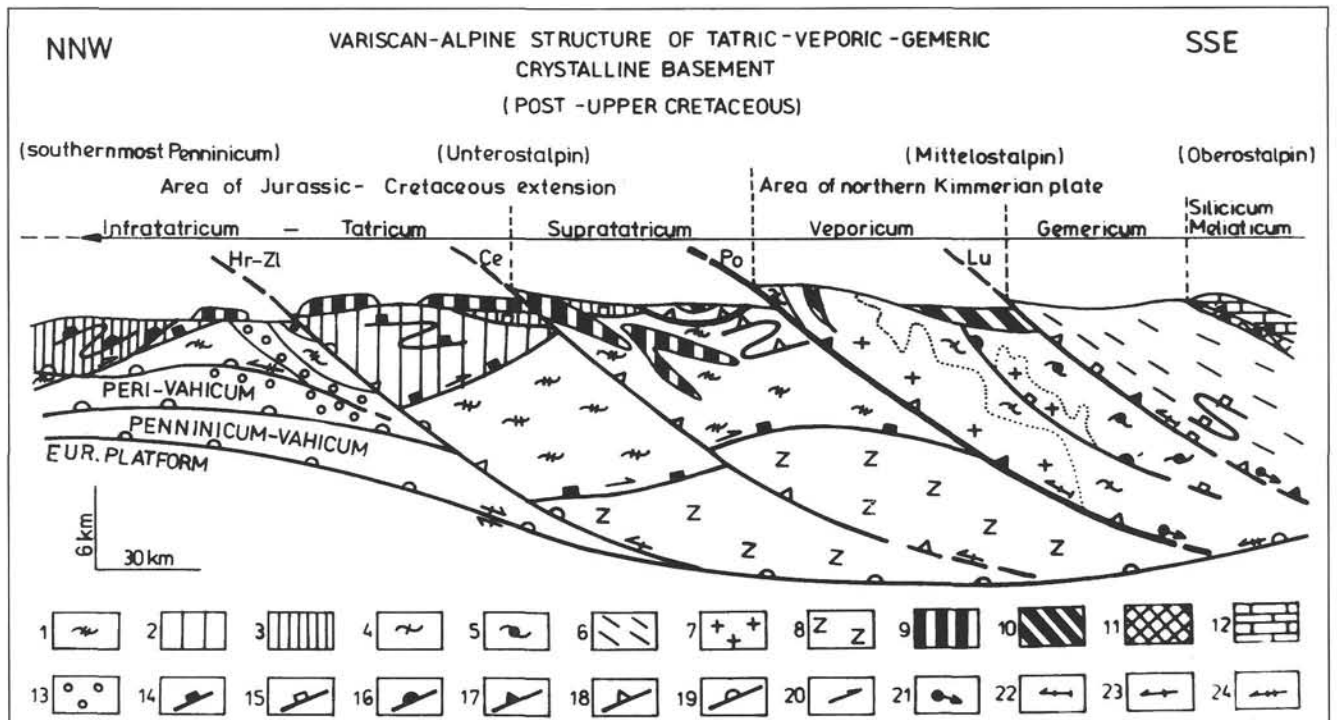 NNW
VARISCAN-ALPINE STRUCTURE OF TATRIC-VEPORIC-GEMERIC
SSE
CRYSTALLINE BASEMENT
(POST-UPPER CRETACEOUS)
(southernmost Penninicum)
(Unterostalpin)
(Mittelostalpin)
(Oberostalpin)
Area of Jurassic- Cretaceous extension
Area of northern Kimmerian plate
Infratatricum - Tatricum
Supratatricum
Veporicum
Gemericum
Silicicum
Meliaticum
Hr-Zl
Ce
Po
Lu
PERI-VAHICUM
PENNINICUM-VAHICUM
EUR. PLATFORM
Z Z Z Z Z Z Z Z Z
6km
30km
1 2 3 4 5 6 7 8 Z Z 9 10 11 12
13 14 15 16 17 18 19 20 21 22 23 24